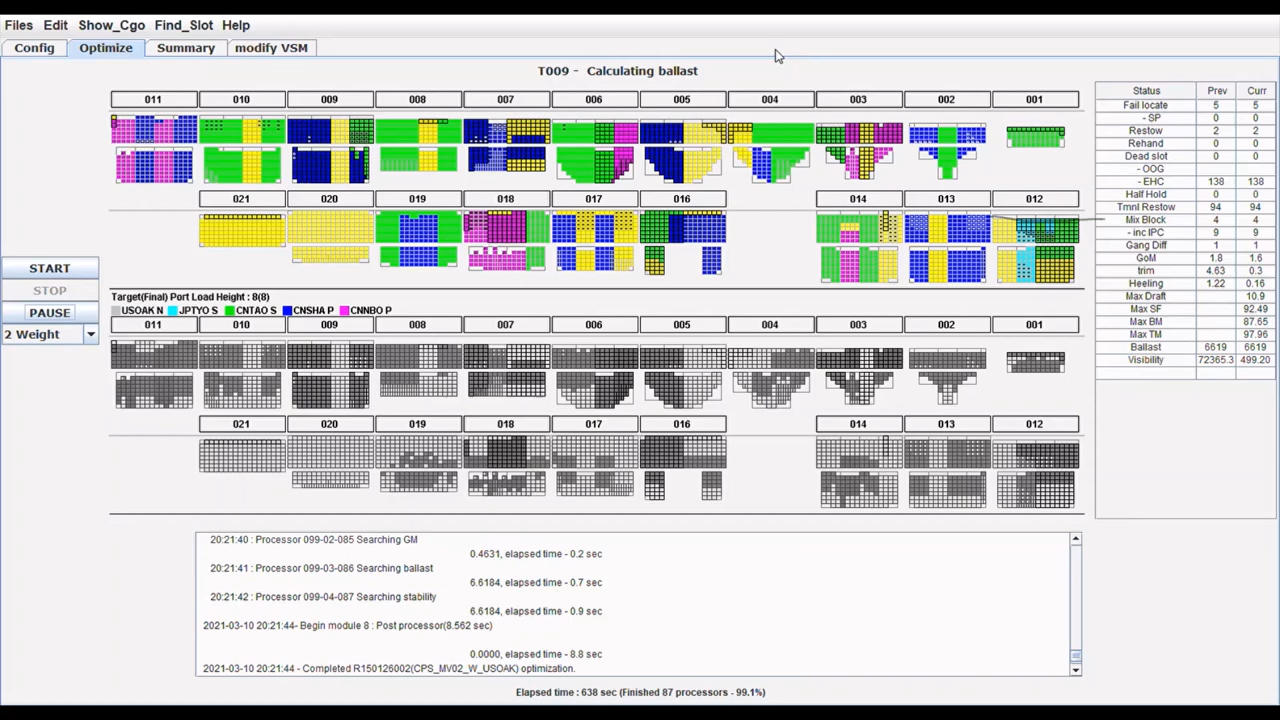 Files Edit Show_Cgo Find_Slot Help
Config Optimize Summary modify VSM
T009 - Calculating ballast
011 010 009 008 007 006 005 004 003 002 001
021 020 019 018 017 016 014 013 012
START
STOP
PAUSE
2 Weight
Target(Final) Port Load Height : 8(8)
USOAK N JPTYO S CNTAO S CNSHA P CNNBO P
011 010 009 008 007 006 005 004 003 002 001
021 020 019 018 017 016 014 013 012
Status Prev Curr
Fail locate 5 5
- SP 0 0
Restow 2 2
Rehand 0 0
Dead slot 0 0
- OOG
- EHC 138 138
Half Hold 0 0
Tmnl Restow 94 94
Mix Block 4 4
- inc IPC 9 9
Gang Diff 1 1
GoM 1.8 1.6
trim 4.63 0.3
Heeling 1.22 0.16
Max Draft 10.9
Max SF 92.49
Max BM 87.65
Max TM 97.96
Ballast 6619 6619
Visibility 72365.3 499.20
20:21:40 : Processor 099-02-085 Searching GM
0.4631, elapsed time - 0.2 sec
20:21:41 : Processor 099-03-086 Searching ballast
6.6184, elapsed time - 0.7 sec
20:21:42 : Processor 099-04-087 Searching stability
6.6184, elapsed time - 0.9 sec
2021-03-10 20:21:44- Begin module 8 : Post processor(8.562 sec)
0.0000, elapsed time - 8.8 sec
2021-03-10 20:21:44 - Completed R150126002(CPS_MV02_W_USOAK) optimization.
Elapsed time : 638 sec (Finished 87 processors - 99.1%)